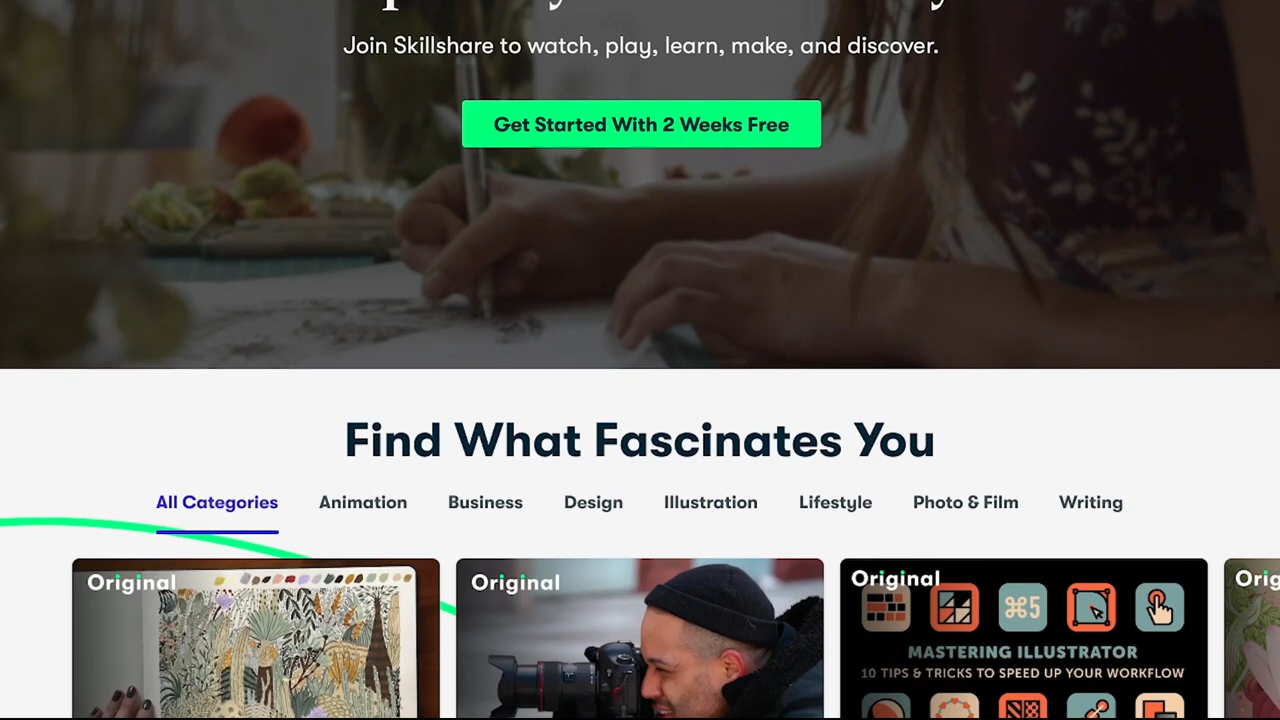 Join Skillshare to watch, play, learn, make, and discover.
Get Started With 2 Weeks Free
Find What Fascinates You
All Categories Animation Business Design Illustration Lifestyle Photo & Film Writing
Original Original Original
⌘5
MASTERING ILLUSTRATOR
10 TIPS & TRICKS TO SPEED UP YOUR WORKFLOW